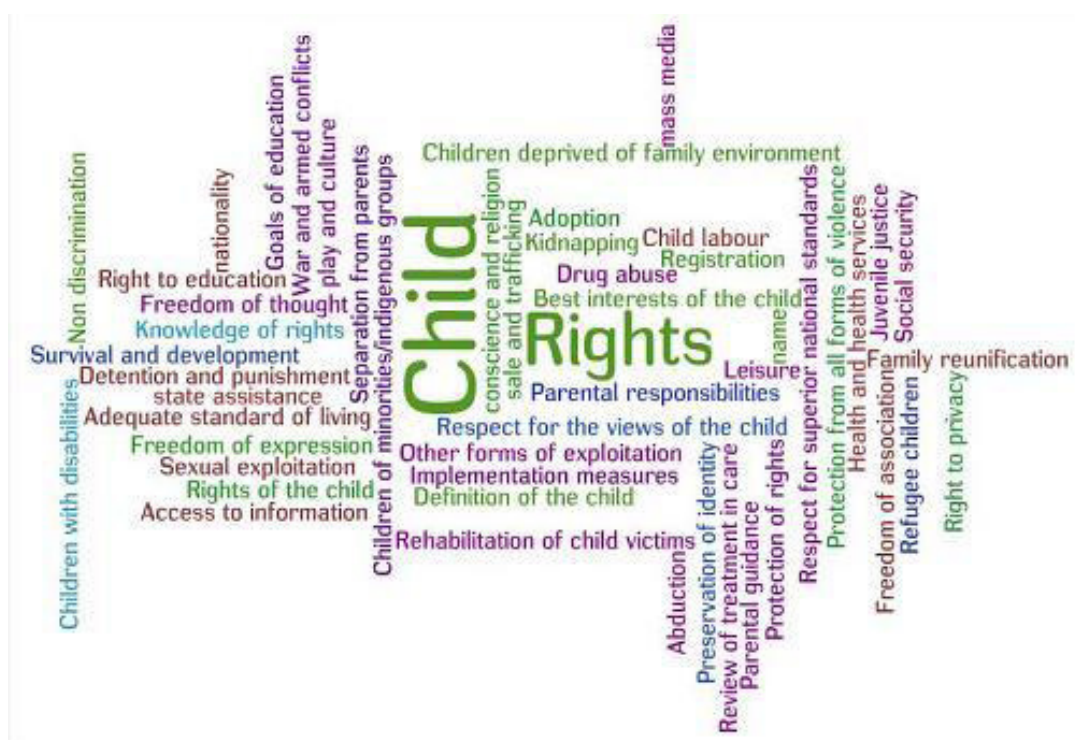 mass media
Children deprived of family environment
Goals of education
War and armed conflicts
play and culture
nationality
Non discrimination
Separation from parents
Children of minorities/indigenous groups
Child
conscience and religion
sale and trafficking
Adoption
Kidnapping
Child labour
Registration
Drug abuse
Best interests of the child
Rights
name
Leisure
Respect for superior national standards
Protection from all forms of violence
Health and health services
Juvenile justice
Social security
Right to education
Freedom of thought
Knowledge of rights
Survival and development
Detention and punishment
state assistance
Adequate standard of living
Freedom of expression
Sexual exploitation
Rights of the child
Access to information
Children with disabilities
Parental responsibilities
Respect for the views of the child
Other forms of exploitation
Implementation measures
Definition of the child
Rehabilitation of child victims
Abduction
Preservation of identity
Review of treatment in care
Parental guidance
Protection of rights
Family reunification
Freedom of association
Refugee children
Right to privacy